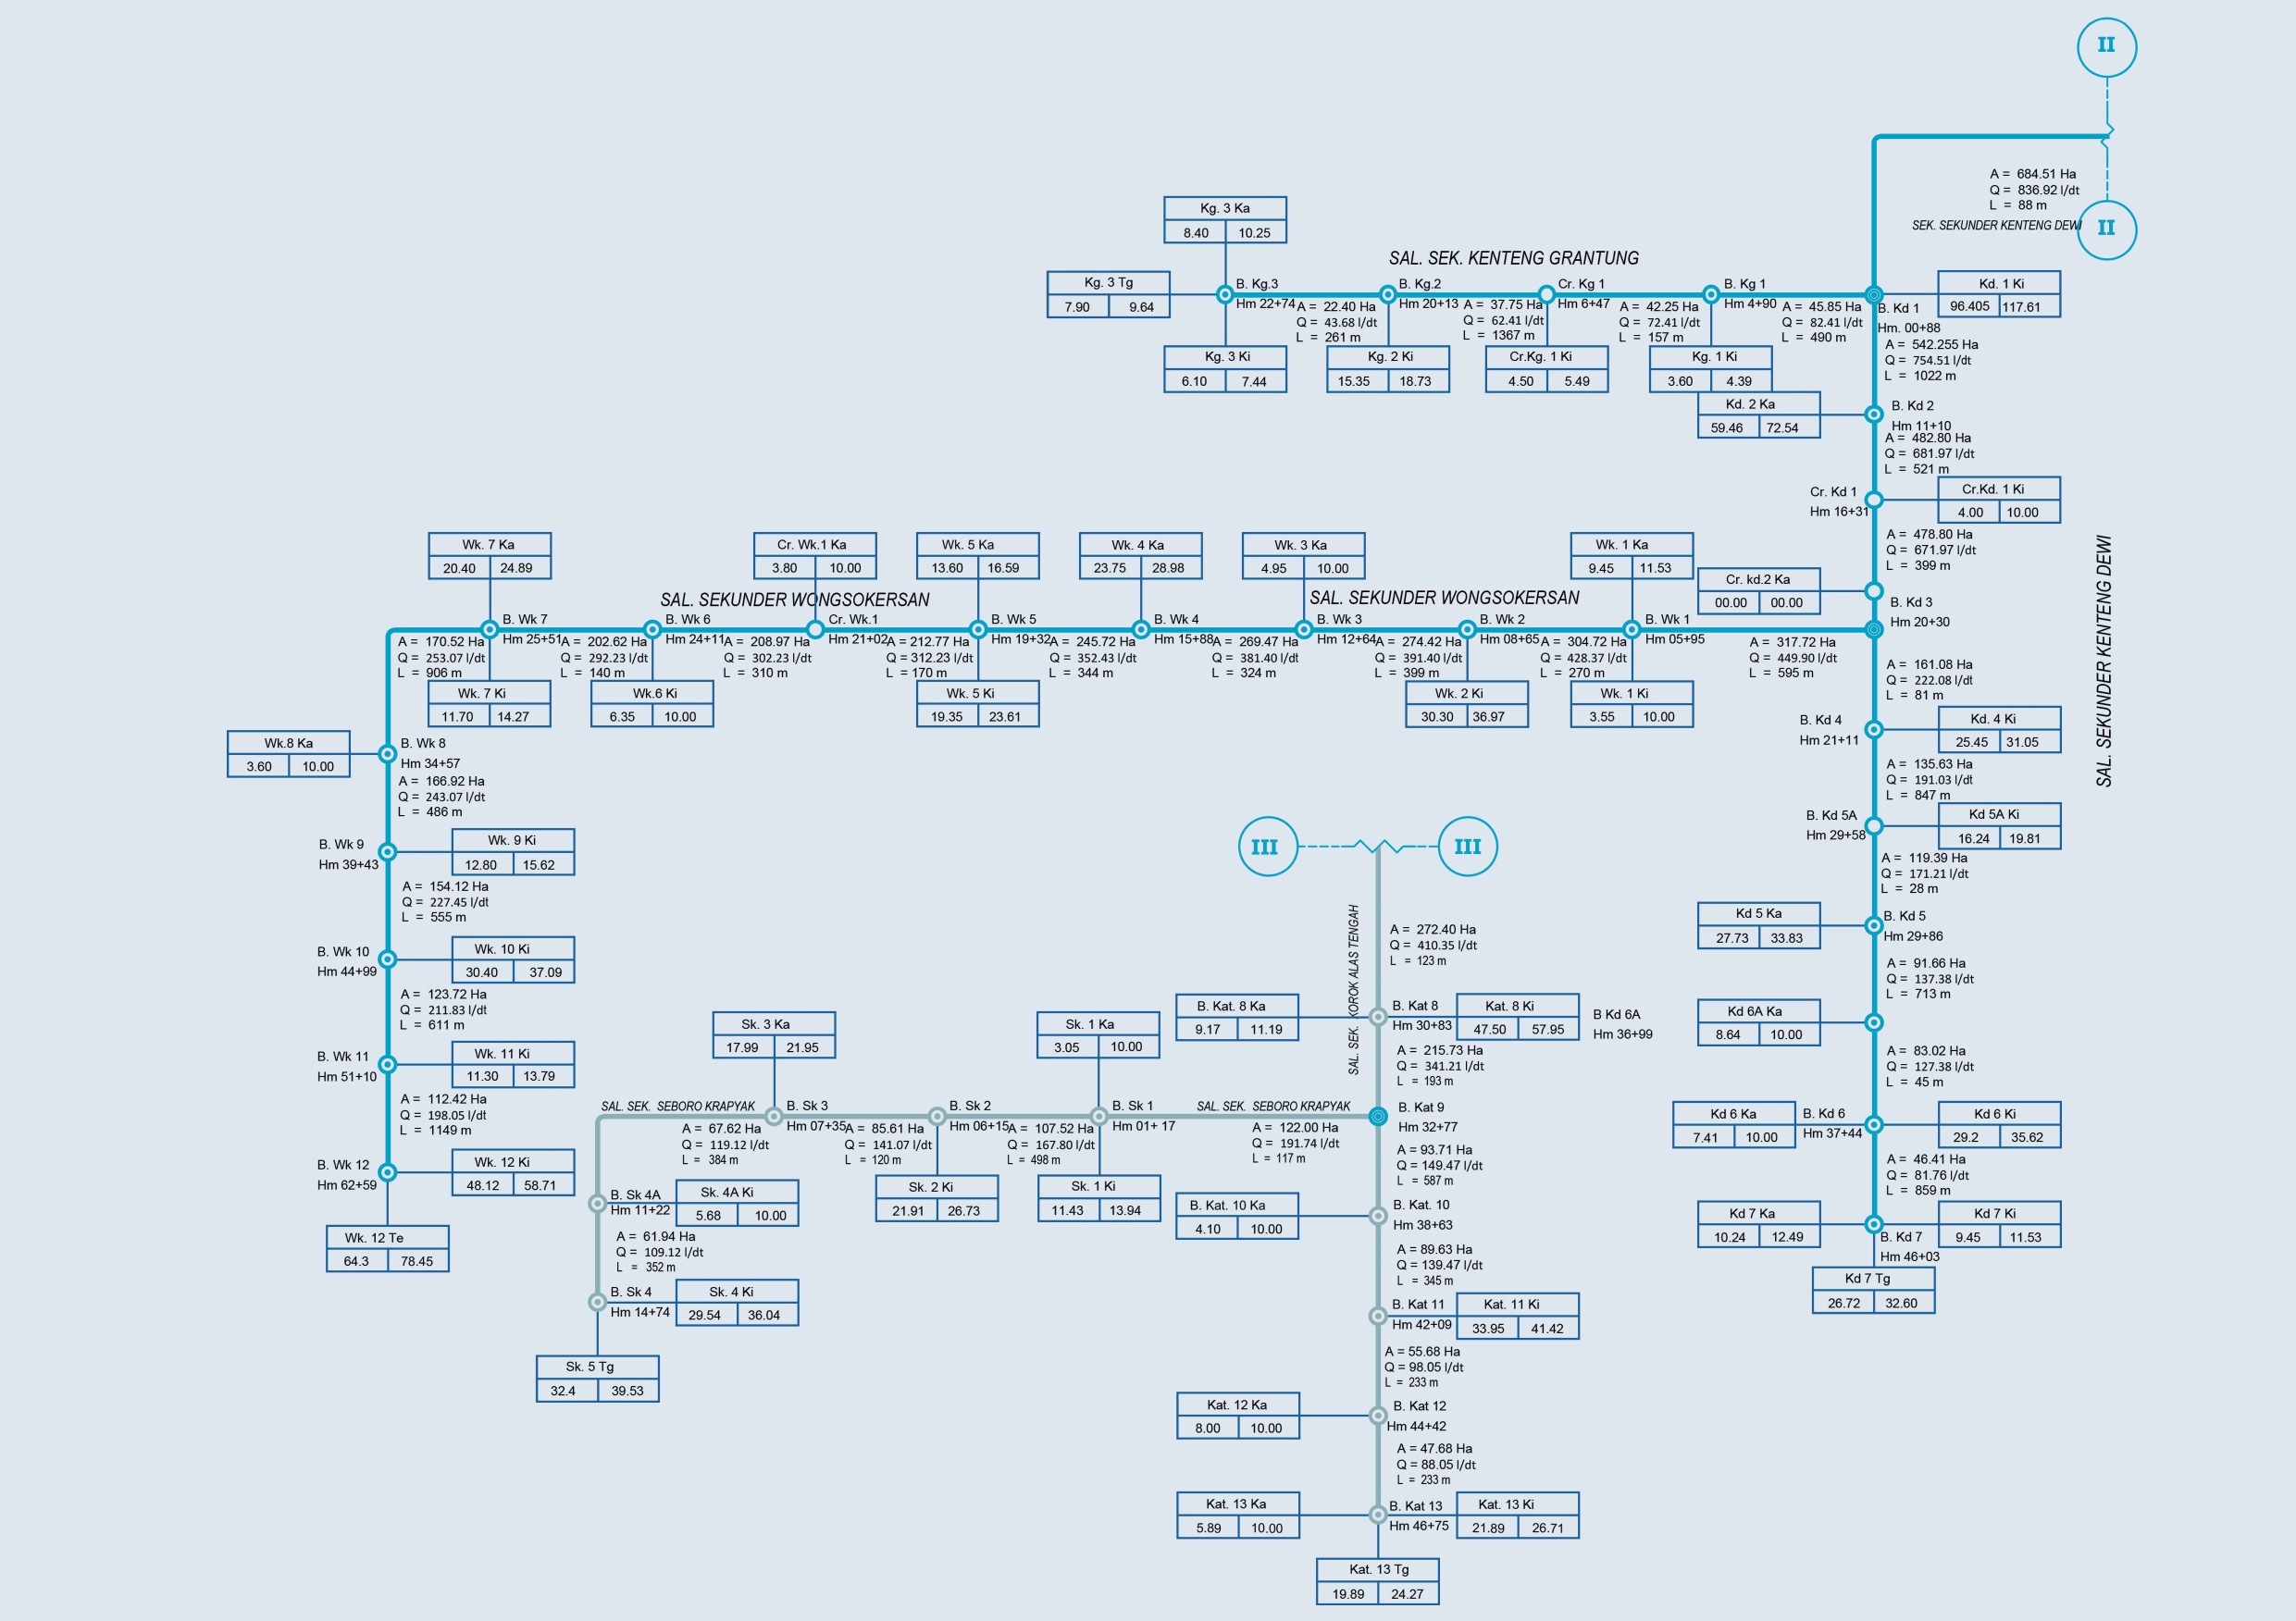 II
A = 684.51 Ha
Q = 836.92 l/dt
L = 88 m
SEK. SEKUNDER KENTENG DEWI
II
SAL. SEK. KENTENG GRANTUNG
Kg. 3 Ka
8.40 10.25
Kg. 3 Tg
7.90 9.64
B. Kg.3
Hm 22+74
Kg. 3 Ki
6.10 7.44
A = 22.40 Ha
Q = 43.68 l/dt
L = 261 m
B. Kg.2
Hm 20+13
Kg. 2 Ki
15.35 18.73
A = 37.75 Ha
Q = 62.41 l/dt
L = 1367 m
Cr. Kg 1
Hm 6+47
Cr.Kg. 1 Ki
4.50 5.49
A = 42.25 Ha
Q = 72.41 l/dt
L = 157 m
B. Kg 1
Hm 4+90
Kg. 1 Ki
3.60 4.39
A = 45.85 Ha
Q = 82.41 l/dt
L = 490 m
Kd. 1 Ki
96.405 117.61
B. Kd 1
Hm. 00+88
A = 542.255 Ha
Q = 754.51 l/dt
L = 1022 m
Kd. 2 Ka
59.46 72.54
B. Kd 2
Hm 11+10
A = 482.80 Ha
Q = 681.97 l/dt
L = 521 m
Cr. Kd 1
Hm 16+31
Cr.Kd. 1 Ki
4.00 10.00
A = 478.80 Ha
Q = 671.97 l/dt
L = 399 m
Cr. kd.2 Ka
00.00 00.00
B. Kd 3
Hm 20+30
SAL. SEKUNDER KENTENG DEWI
SAL. SEKUNDER WONGSOKERSAN
SAL. SEKUNDER WONGSOKERSAN
Wk. 7 Ka
20.40 24.89
Cr. Wk.1 Ka
3.80 10.00
Wk. 5 Ka
13.60 16.59
Wk. 4 Ka
23.75 28.98
Wk. 3 Ka
4.95 10.00
Wk. 1 Ka
9.45 11.53
A = 170.52 Ha
Q = 253.07 l/dt
L = 906 m
B. Wk 7
Hm 25+51
A = 202.62 Ha
Q = 292.23 l/dt
L = 140 m
B. Wk 6
Hm 24+11
A = 208.97 Ha
Q = 302.23 l/dt
L = 310 m
Cr. Wk.1
Hm 21+02
A = 212.77 Ha
Q = 312.23 l/dt
L = 170 m
B. Wk 5
Hm 19+32
A = 245.72 Ha
Q = 352.43 l/dt
L = 344 m
B. Wk 4
Hm 15+88
A = 269.47 Ha
Q = 381.40 l/dt
L = 324 m
B. Wk 3
Hm 12+64
A = 274.42 Ha
Q = 391.40 l/dt
L = 399 m
B. Wk 2
Hm 08+65
A = 304.72 Ha
Q = 428.37 l/dt
L = 270 m
B. Wk 1
Hm 05+95
A = 317.72 Ha
Q = 449.90 l/dt
L = 595 m
Wk. 7 Ki
11.70 14.27
Wk.6 Ki
6.35 10.00
Wk. 5 Ki
19.35 23.61
Wk. 2 Ki
30.30 36.97
Wk. 1 Ki
3.55 10.00
Wk.8 Ka
3.60 10.00
B. Wk 8
Hm 34+57
A = 166.92 Ha
Q = 243.07 l/dt
L = 486 m
B. Wk 9
Hm 39+43
Wk. 9 Ki
12.80 15.62
A = 154.12 Ha
Q = 227.45 l/dt
L = 555 m
B. Wk 10
Hm 44+99
Wk. 10 Ki
30.40 37.09
A = 123.72 Ha
Q = 211.83 l/dt
L = 611 m
B. Wk 11
Hm 51+10
Wk. 11 Ki
11.30 13.79
A = 112.42 Ha
Q = 198.05 l/dt
L = 1149 m
B. Wk 12
Hm 62+59
Wk. 12 Ki
48.12 58.71
Wk. 12 Te
64.3 78.45
A = 161.08 Ha
Q = 222.08 l/dt
L = 81 m
B. Kd 4
Hm 21+11
Kd. 4 Ki
25.45 31.05
A = 135.63 Ha
Q = 191.03 l/dt
L = 847 m
B. Kd 5A
Hm 29+58
Kd 5A Ki
16.24 19.81
A = 119.39 Ha
Q = 171.21 l/dt
L = 28 m
Kd 5 Ka
27.73 33.83
B. Kd 5
Hm 29+86
A = 91.66 Ha
Q = 137.38 l/dt
L = 713 m
B Kd 6A
Hm 36+99
Kd 6A Ka
8.64 10.00
A = 83.02 Ha
Q = 127.38 l/dt
L = 45 m
Kd 6 Ka
7.41 10.00
B. Kd 6
Hm 37+44
Kd 6 Ki
29.2 35.62
A = 46.41 Ha
Q = 81.76 l/dt
L = 859 m
Kd 7 Ka
10.24 12.49
Kd 7 Ki
9.45 11.53
B. Kd 7
Hm 46+03
Kd 7 Tg
26.72 32.60
III
III
SAL. SEK. KOROK ALAS TENGAH
A = 272.40 Ha
Q = 410.35 l/dt
L = 123 m
B. Kat. 8 Ka
9.17 11.19
B. Kat 8
Hm 30+83
Kat. 8 Ki
47.50 57.95
A = 215.73 Ha
Q = 341.21 l/dt
L = 193 m
B. Kat 9
Hm 32+77
SAL. SEK. SEBORO KRAPYAK
SAL. SEK. SEBORO KRAPYAK
Sk. 3 Ka
17.99 21.95
Sk. 1 Ka
3.05 10.00
A = 67.62 Ha
Q = 119.12 l/dt
L = 384 m
B. Sk 3
Hm 07+35
A = 85.61 Ha
Q = 141.07 l/dt
L = 120 m
B. Sk 2
Hm 06+15
A = 107.52 Ha
Q = 167.80 l/dt
L = 498 m
B. Sk 1
Hm 01+ 17
A = 122.00 Ha
Q = 191.74 l/dt
L = 117 m
Sk. 2 Ki
21.91 26.73
Sk. 1 Ki
11.43 13.94
B. Sk 4A
Hm 11+22
Sk. 4A Ki
5.68 10.00
A = 61.94 Ha
Q = 109.12 l/dt
L = 352 m
B. Sk 4
Hm 14+74
Sk. 4 Ki
29.54 36.04
Sk. 5 Tg
32.4 39.53
A = 93.71 Ha
Q = 149.47 l/dt
L = 587 m
B. Kat. 10 Ka
4.10 10.00
B. Kat. 10
Hm 38+63
A = 89.63 Ha
Q = 139.47 l/dt
L = 345 m
B. Kat 11
Hm 42+09
Kat. 11 Ki
33.95 41.42
A = 55.68 Ha
Q = 98.05 l/dt
L = 233 m
Kat. 12 Ka
8.00 10.00
B. Kat 12
Hm 44+42
A = 47.68 Ha
Q = 88.05 l/dt
L = 233 m
Kat. 13 Ka
5.89 10.00
B. Kat 13
Hm 46+75
Kat. 13 Ki
21.89 26.71
Kat. 13 Tg
19.89 24.27